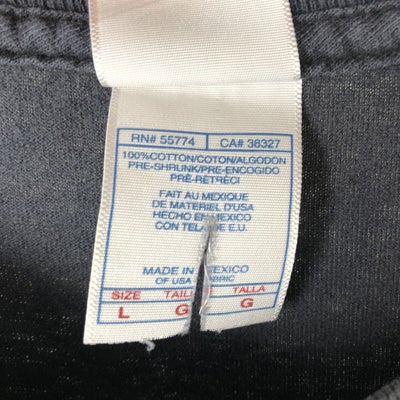 RN# 55774 CA# 38327
100%COTTON/COTON/ALGODON
PRE-SHRUNK/PRE-ENCOGIDO
PRÉ-RÉTRÉCI
FAIT AU MEXIQUE
DE MATERIEL D'USA
HECHO EN MEXICO
CON TELA DE E.U.
MADE IN MEXICO
OF USA FABRIC
SIZE TAILLE TALLA
L G G